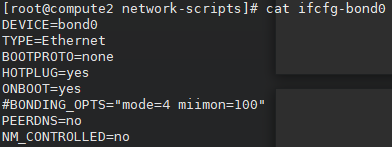 [root@compute2 network-scripts]# cat ifcfg-bond0
DEVICE=bond0
TYPE=Ethernet
BOOTPROTO=none
HOTPLUG=yes
ONBOOT=yes
#BONDING_OPTS="mode=4 miimon=100"
PEERDNS=no
NM_CONTROLLED=no